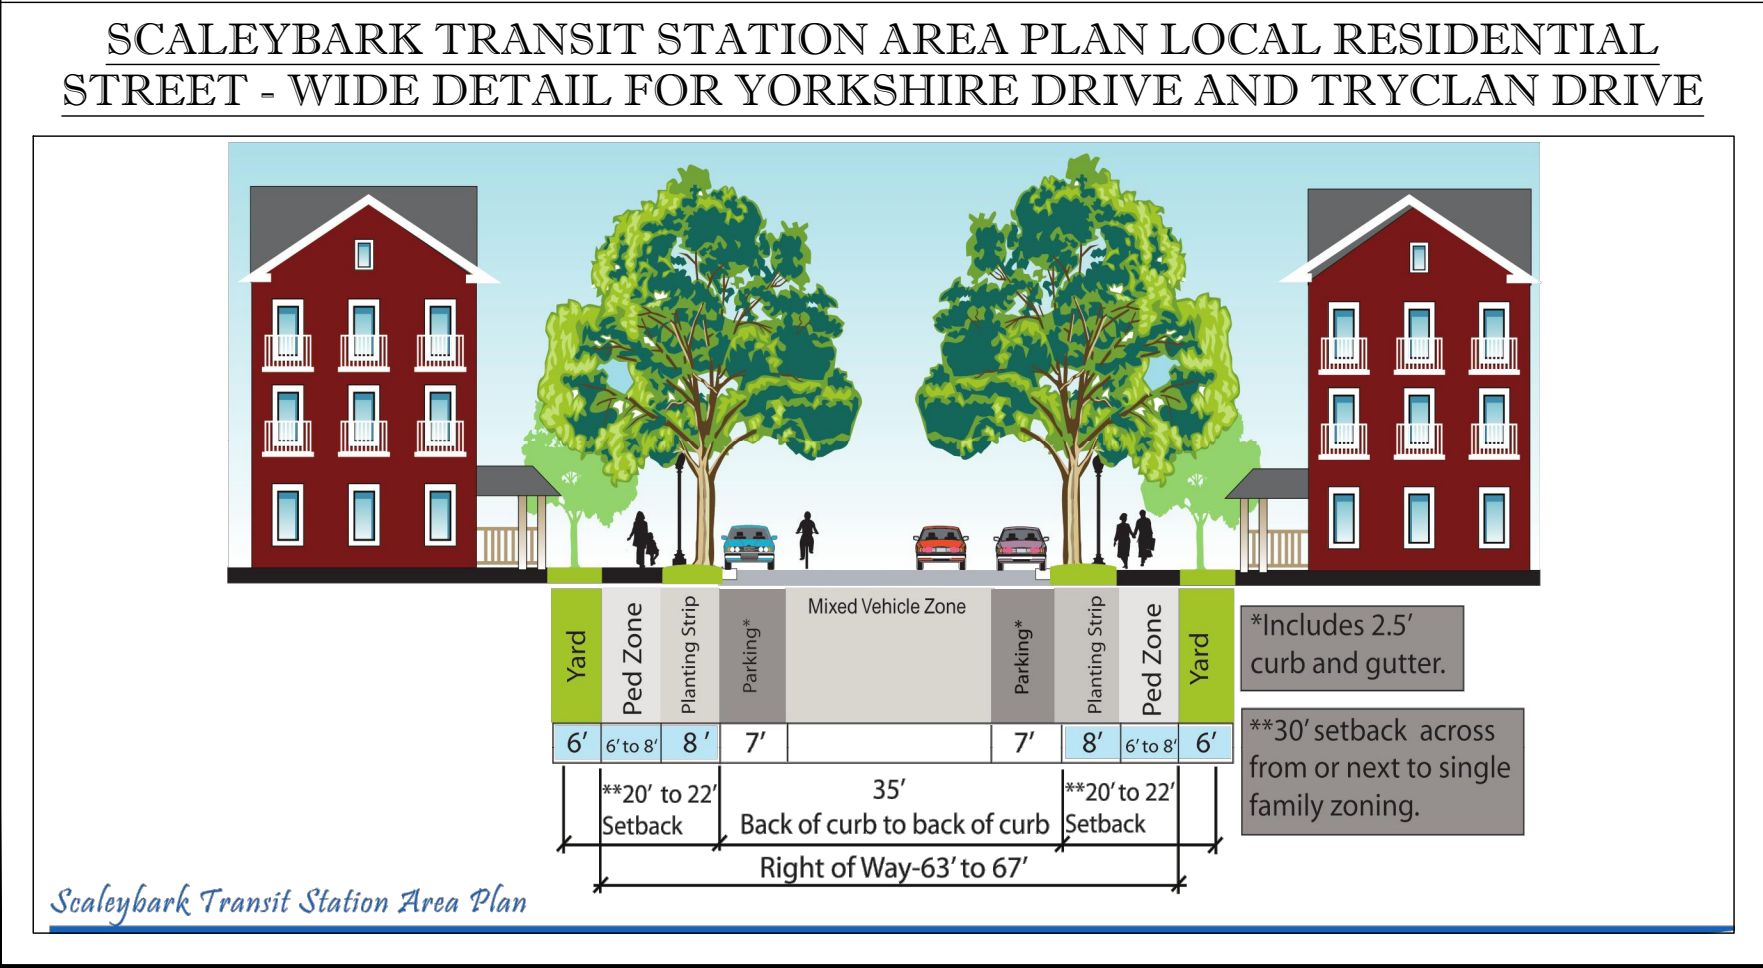 SCALEYBARK TRANSIT STATION AREA PLAN LOCAL RESIDENTIAL
STREET - WIDE DETAIL FOR YORKSHIRE DRIVE AND TRYCLAN DRIVE
Yard
Ped Zone
Planting Strip
Parking*
Mixed Vehicle Zone
Parking*
Planting Strip
Ped Zone
Yard
6'
6' to 8'
8 '
7'
7'
8'
6' to 8'
6'
**20' to 22'
Setback
35'
Back of curb to back of curb
**20' to 22'
Setback
Right of Way-63' to 67'
*Includes 2.5'
curb and gutter.
**30' setback across
from or next to single
family zoning.
Scaleybark Transit Station Area Plan